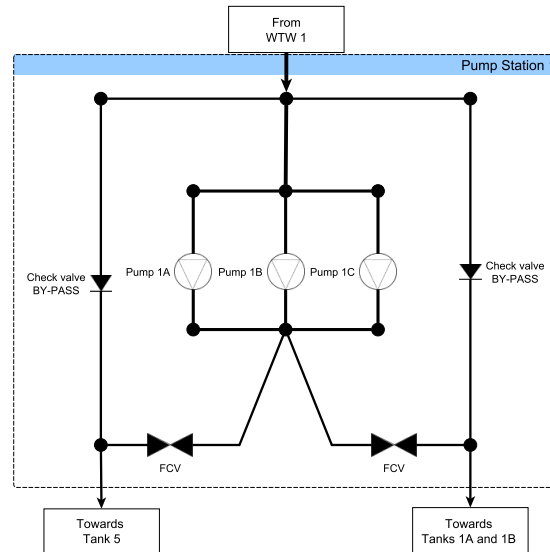 From
WTW 1
Pump Station
Check valve
BY-PASS
Pump 1A
Pump 1B
Pump 1C
Check valve
BY-PASS
FCV
FCV
Towards
Tank 5
Towards
Tanks 1A and 1B